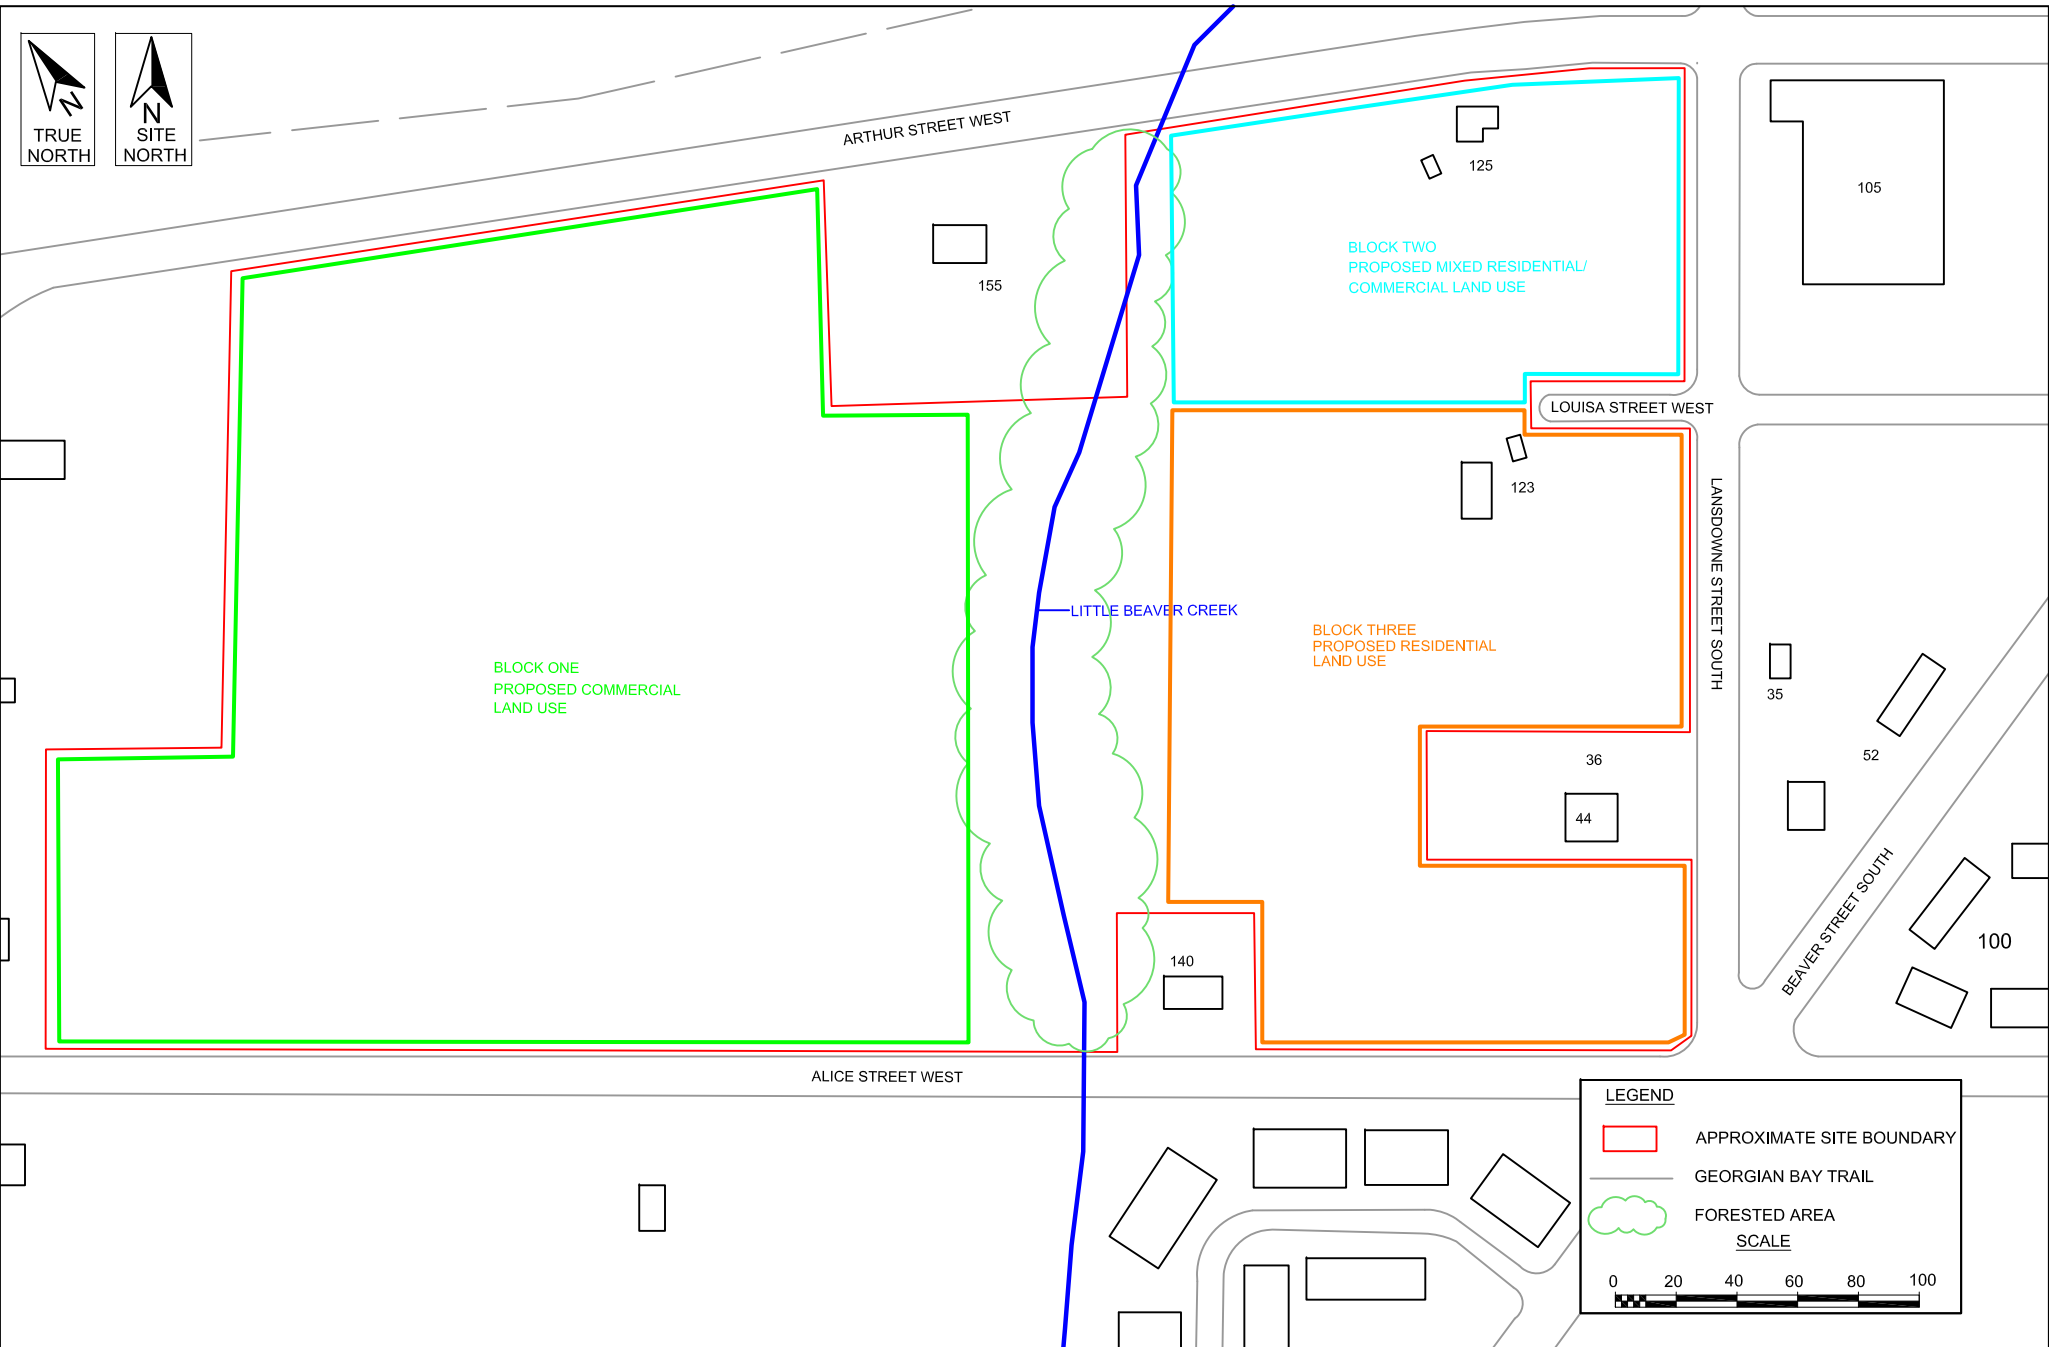 N
TRUE
NORTH
N
SITE
NORTH
ARTHUR STREET WEST
125
105
155
BLOCK TWO
PROPOSED MIXED RESIDENTIAL/
COMMERCIAL LAND USE
LOUISA STREET WEST
123
LANSDOWNE STREET SOUTH
LITTLE BEAVER CREEK
BLOCK THREE
PROPOSED RESIDENTIAL
LAND USE
BLOCK ONE
PROPOSED COMMERCIAL
LAND USE
35
52
36
44
BEAVER STREET SOUTH
100
140
ALICE STREET WEST
LEGEND
APPROXIMATE SITE BOUNDARY
GEORGIAN BAY TRAIL
FORESTED AREA
SCALE
0 20 40 60 80 100